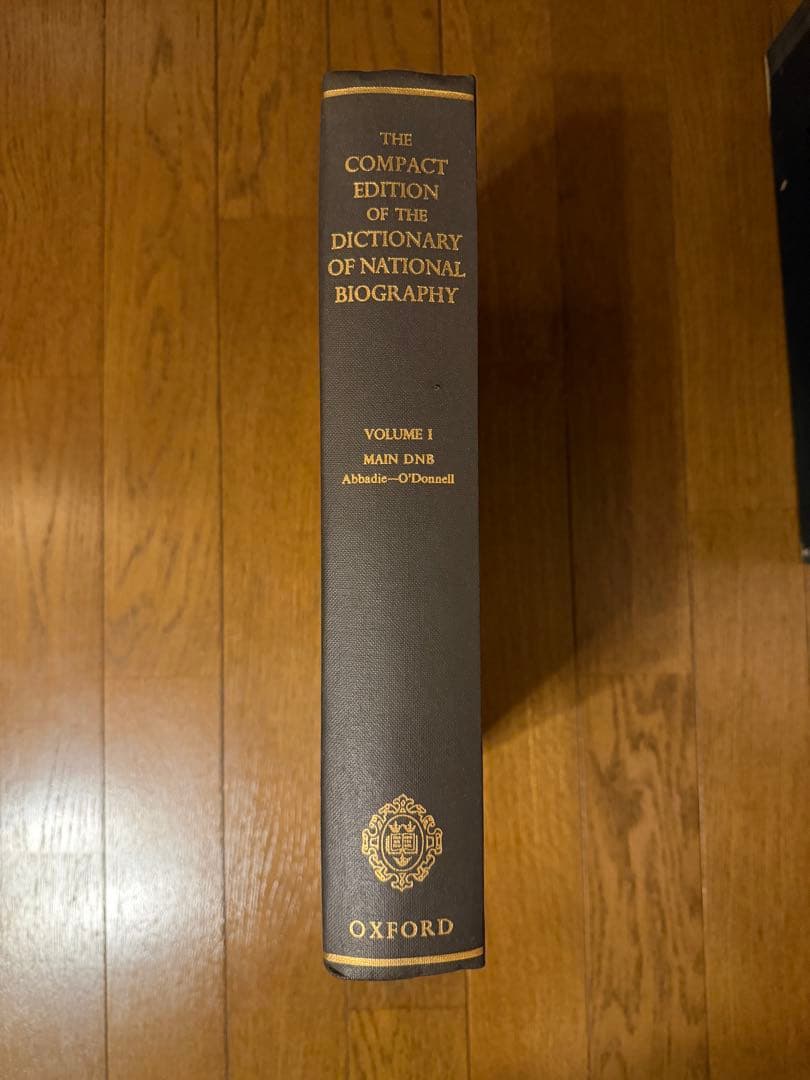 THE
COMPACT
EDITION
OF THE
DICTIONARY
OF NATIONAL
BIOGRAPHY
VOLUME I
MAIN DNB
Abbadie—O'Donnell
OXFORD